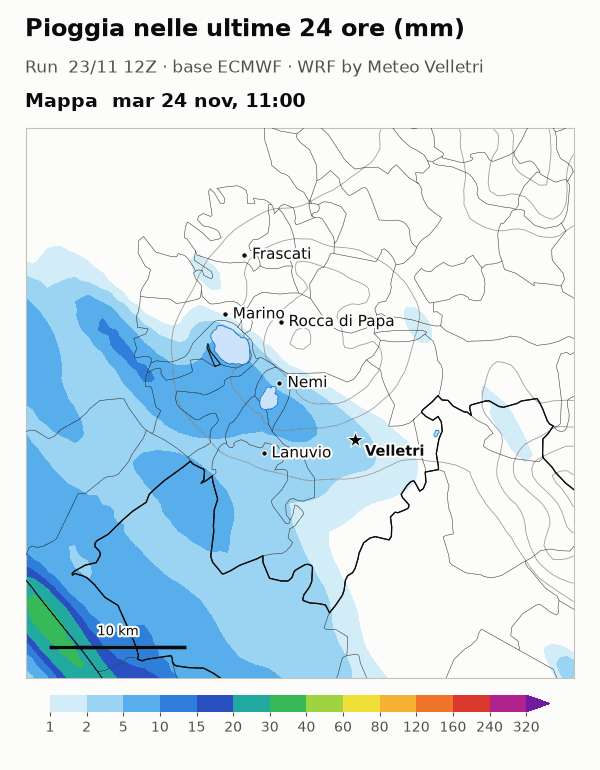 Pioggia nelle ultime 24 ore (mm)
Run  23/11 12Z · base ECMWF · WRF by Meteo Velletri
Mappa  mar 24 nov, 11:00
Frascati
Marino
Rocca di Papa
Nemi
Velletri
Lanuvio
10 km
1 2 5 10 15 20 30 40 60 80 120 160 240 320